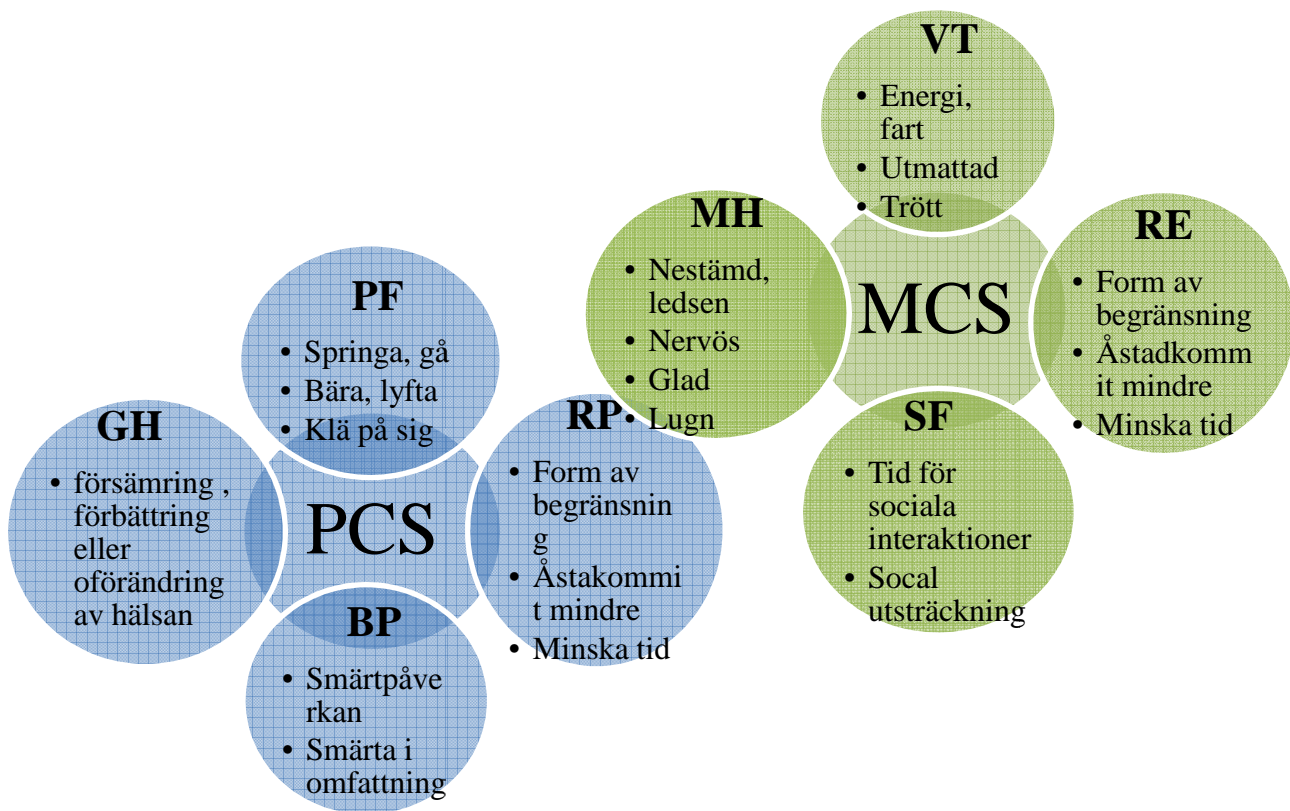 VT
• Energi,
fart
• Utmattad
• Trött
MH
• Nestämd,
ledsen
• Nervös
• Glad
• Lugn
MCS
RE
• Form av
begränsning
• Åstadkomm
it mindre
• Minska tid
SF
• Tid för
sociala
interaktioner
• Socal
utsträckning
PF
• Springa, gå
• Bära, lyfta
• Klä på sig
GH
• försämring ,
förbättring
eller
oförändring
av hälsan
PCS
RP
• Form av
begränsnin
g
• Åstakommi
t mindre
• Minska tid
BP
• Smärtpåve
rkan
• Smärta i
omfattning